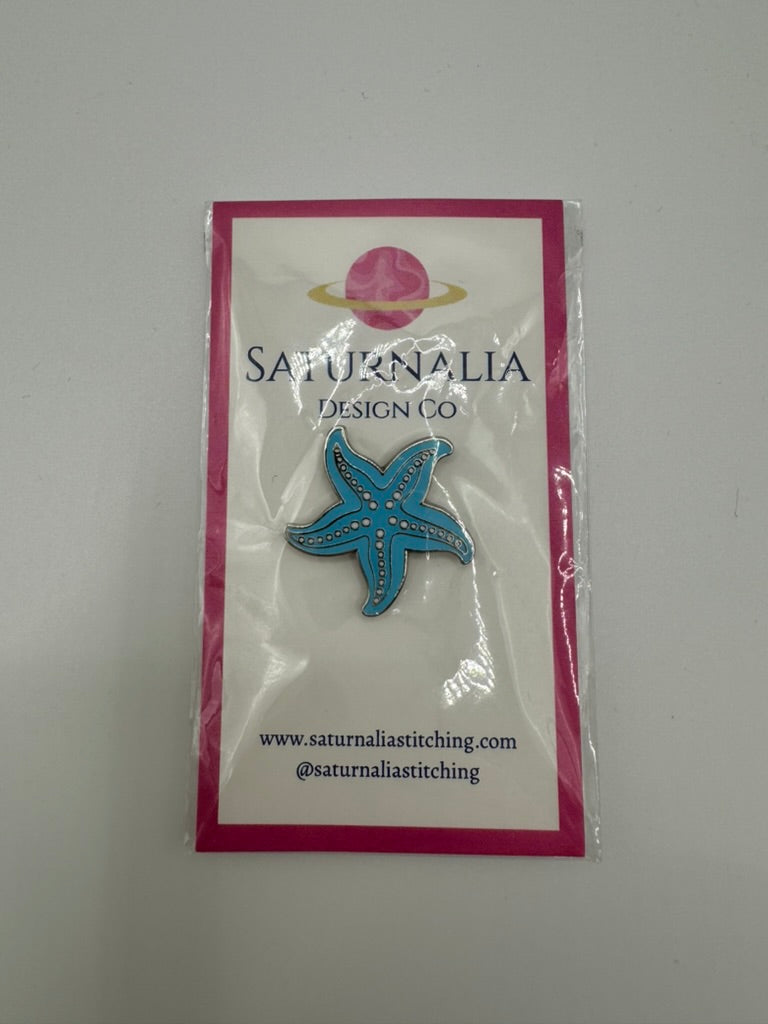 SATURNALIA
DESIGN CO
www.saturnaliastitching.com
@saturnaliastitching